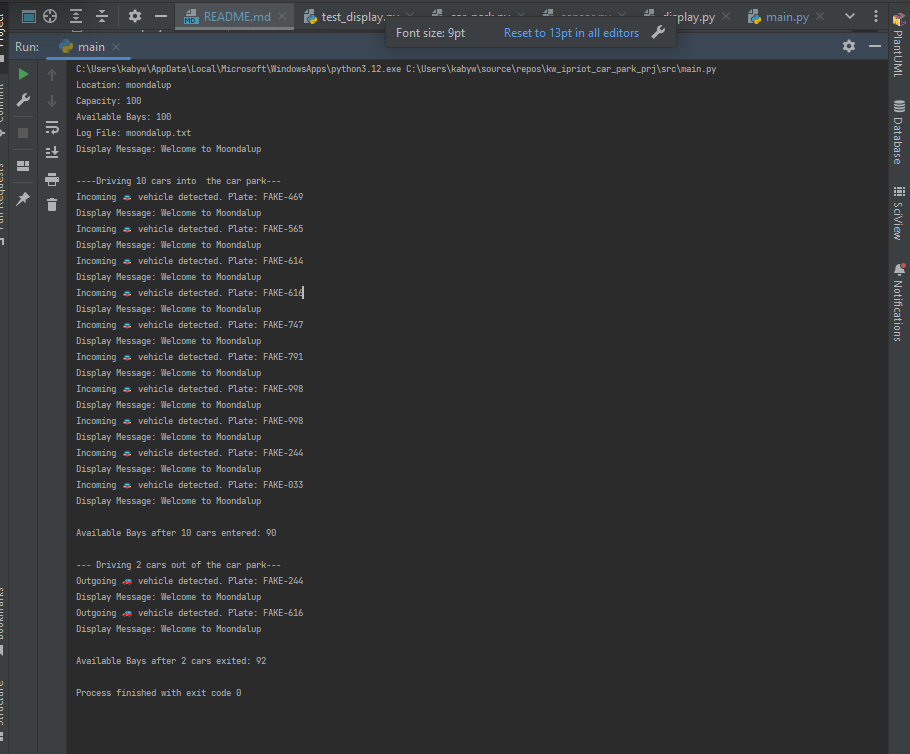 README.md
test_display.py
display.py
main.py
Font size: 9pt
Reset to 13pt in all editors
Run:
main
C:\Users\kabyw\AppData\Local\Microsoft\WindowsApps\python3.12.exe C:\Users\kabyw\source\repos\kw_ipriot_car_park_prj\src\main.py
Location: moondalup
Capacity: 100
Available Bays: 100
Log File: moondalup.txt
Display Message: Welcome to Moondalup
----Driving 10 cars into  the car park---
Incoming 🚘 vehicle detected. Plate: FAKE-469
Display Message: Welcome to Moondalup
Incoming 🚘 vehicle detected. Plate: FAKE-565
Display Message: Welcome to Moondalup
Incoming 🚘 vehicle detected. Plate: FAKE-614
Display Message: Welcome to Moondalup
Incoming 🚘 vehicle detected. Plate: FAKE-616
Display Message: Welcome to Moondalup
Incoming 🚘 vehicle detected. Plate: FAKE-747
Display Message: Welcome to Moondalup
Incoming 🚘 vehicle detected. Plate: FAKE-791
Display Message: Welcome to Moondalup
Incoming 🚘 vehicle detected. Plate: FAKE-998
Display Message: Welcome to Moondalup
Incoming 🚘 vehicle detected. Plate: FAKE-998
Display Message: Welcome to Moondalup
Incoming 🚘 vehicle detected. Plate: FAKE-244
Display Message: Welcome to Moondalup
Incoming 🚘 vehicle detected. Plate: FAKE-033
Display Message: Welcome to Moondalup
Available Bays after 10 cars entered: 90
--- Driving 2 cars out of the car park---
Outgoing 🚗 vehicle detected. Plate: FAKE-244
Display Message: Welcome to Moondalup
Outgoing 🚗 vehicle detected. Plate: FAKE-616
Display Message: Welcome to Moondalup
Available Bays after 2 cars exited: 92
Process finished with exit code 0
PlantUML
Database
SciView
Notifications